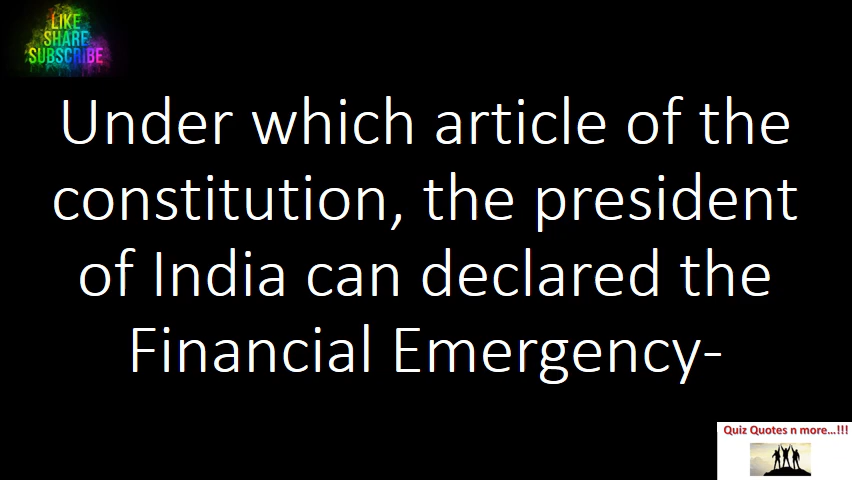 LIKE
SHARE
SUBSCRIBE
Under which article of the
constitution, the president
of India can declared the
Financial Emergency-
Quiz Quotes n more...!!!